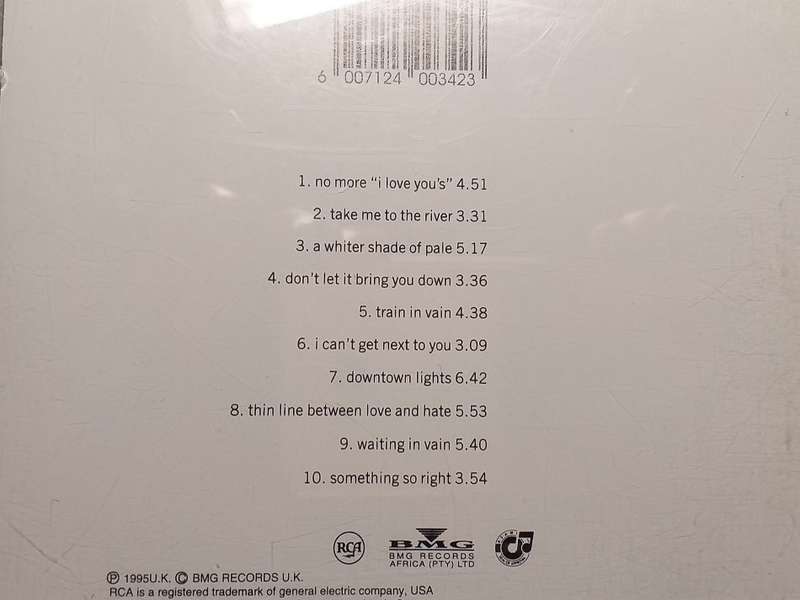 6 007124 003423
1. no more “i love you's” 4.51
2. take me to the river 3.31
3. a whiter shade of pale 5.17
4. don't let it bring you down 3.36
5. train in vain 4.38
6. i can't get next to you 3.09
7. downtown lights 6.42
8. thin line between love and hate 5.53
9. waiting in vain 5.40
10. something so right 3.54
RCA
BMG
BMG RECORDS
AFRICA (PTY) LTD
℗ 1995U.K. © BMG RECORDS U.K.
RCA is a registered trademark of general electric company, USA